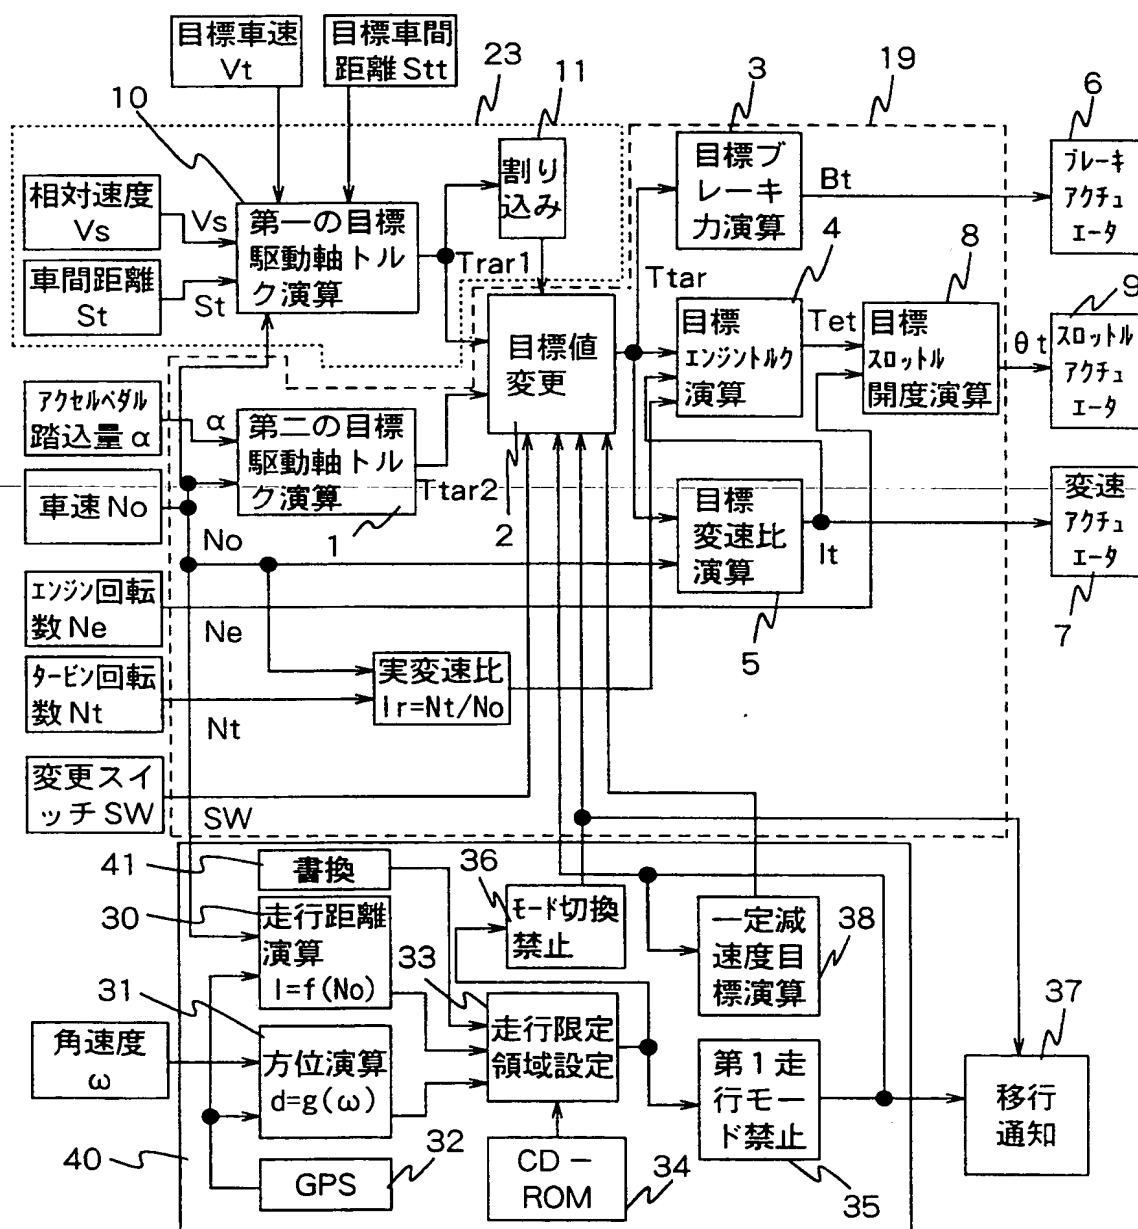 目標車速
Vt
目標車間
距離Stt
23
11
3
19
6
10
相対速度
Vs
Vs
車間距離
St
St
第一の目標
駆動軸トル
ク演算
割り
込み
Trar1
目標ブ
レーキ
力演算
Bt
ブレーキ
アクチュ
エータ
Ttar
4
8
9
目標値
変更
目標
エンジントルク
演算
Tet
目標
スロットル
開度演算
θt
スロットル
アクチュ
エータ
アクセルペダル
踏込量α
α
第二の目標
駆動軸トル
ク演算
Ttar2
車速No
No
1
2
目標
変速比
演算
It
変速
アクチュ
エータ
エンジン回転
数Ne
Ne
5
7
タービン回転
数Nt
Nt
実変速比
Ir=Nt/No
変更スイ
ッチSW
SW
41
書換
36
モード切換
禁止
30
走行距離
演算
l=f(No)
一定減
速度目
標演算
38
33
31
角速度
ω
方位演算
d=g(ω)
走行限定
領域設定
第1走
行モー
ド禁止
37
移行
通知
40
GPS
32
CD-
ROM
34
35